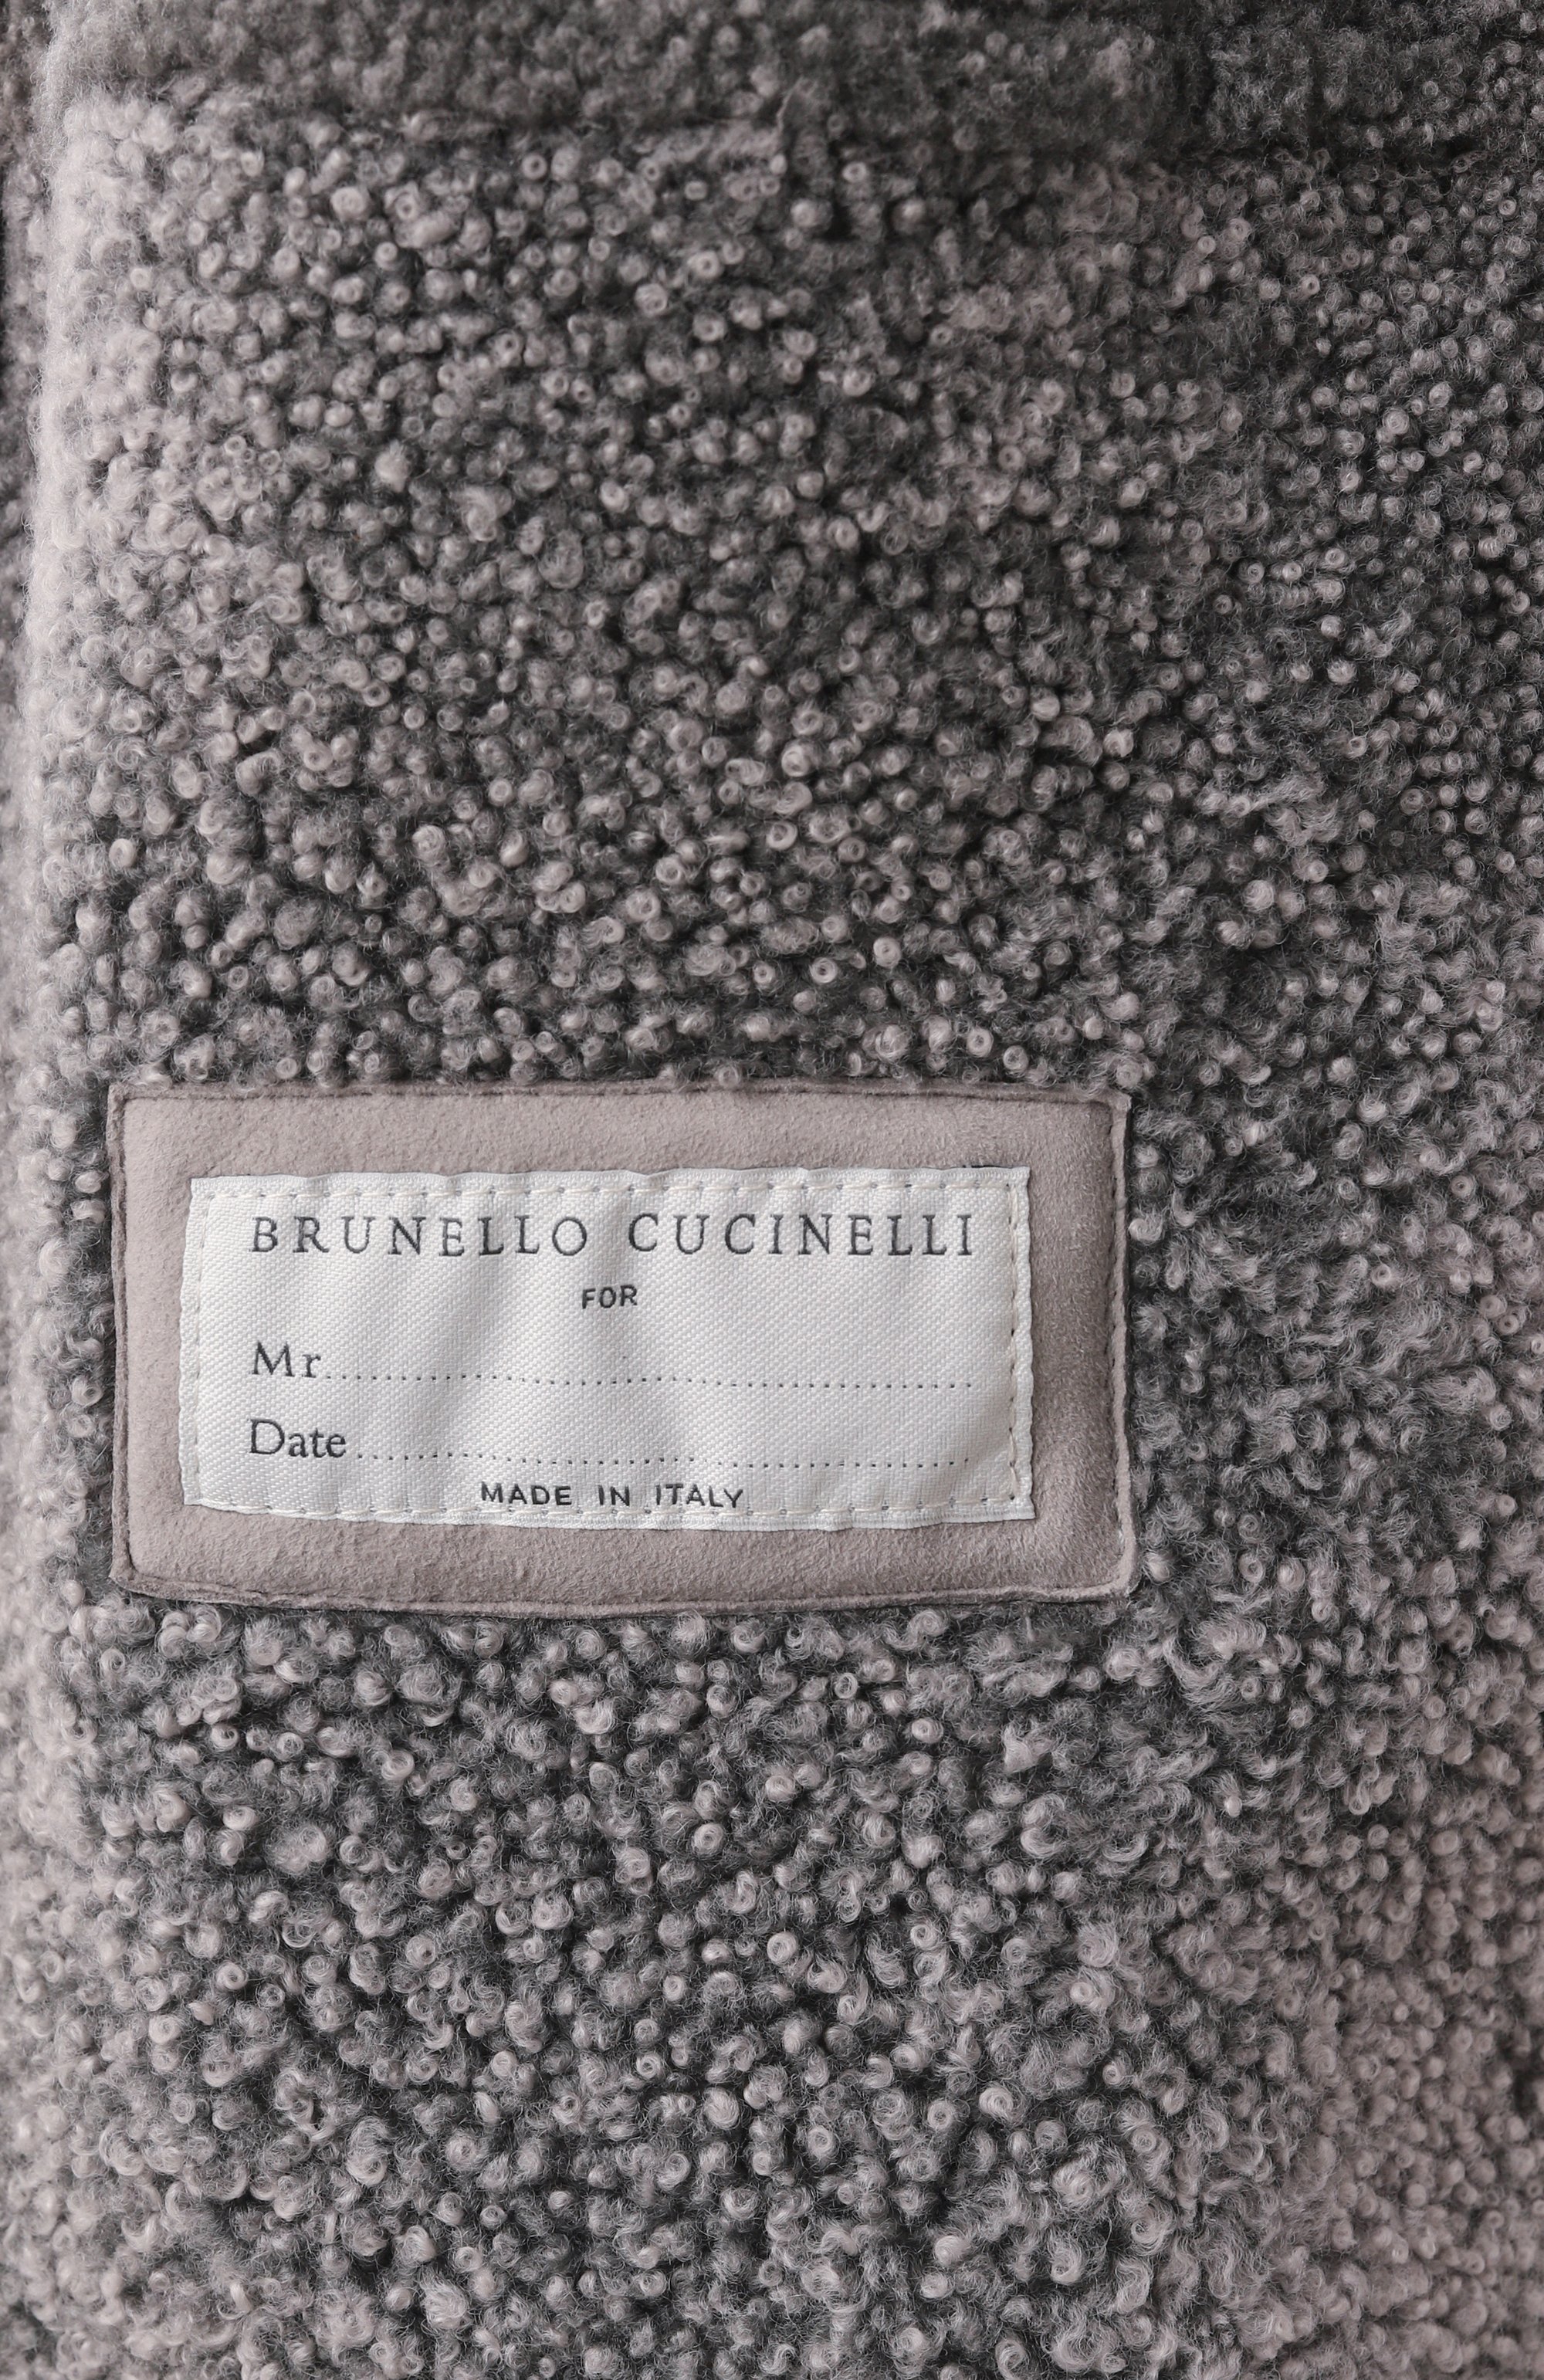 BRUNELLO CUCINELLI
FOR
Mr..........................................................
Date......................................................
MADE IN ITALY